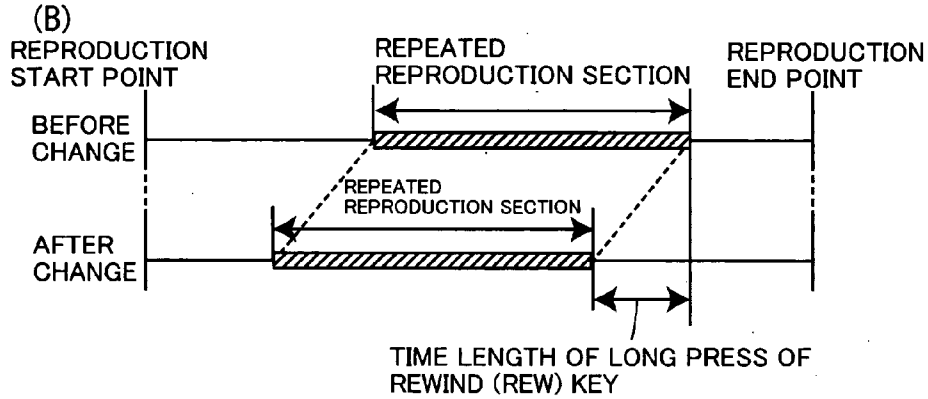 (B)
REPRODUCTION
START POINT
REPEATED
REPRODUCTION SECTION
REPRODUCTION
END POINT
BEFORE
CHANGE
REPEATED
REPRODUCTION SECTION
AFTER
CHANGE
TIME LENGTH OF LONG PRESS OF
REWIND (REW) KEY